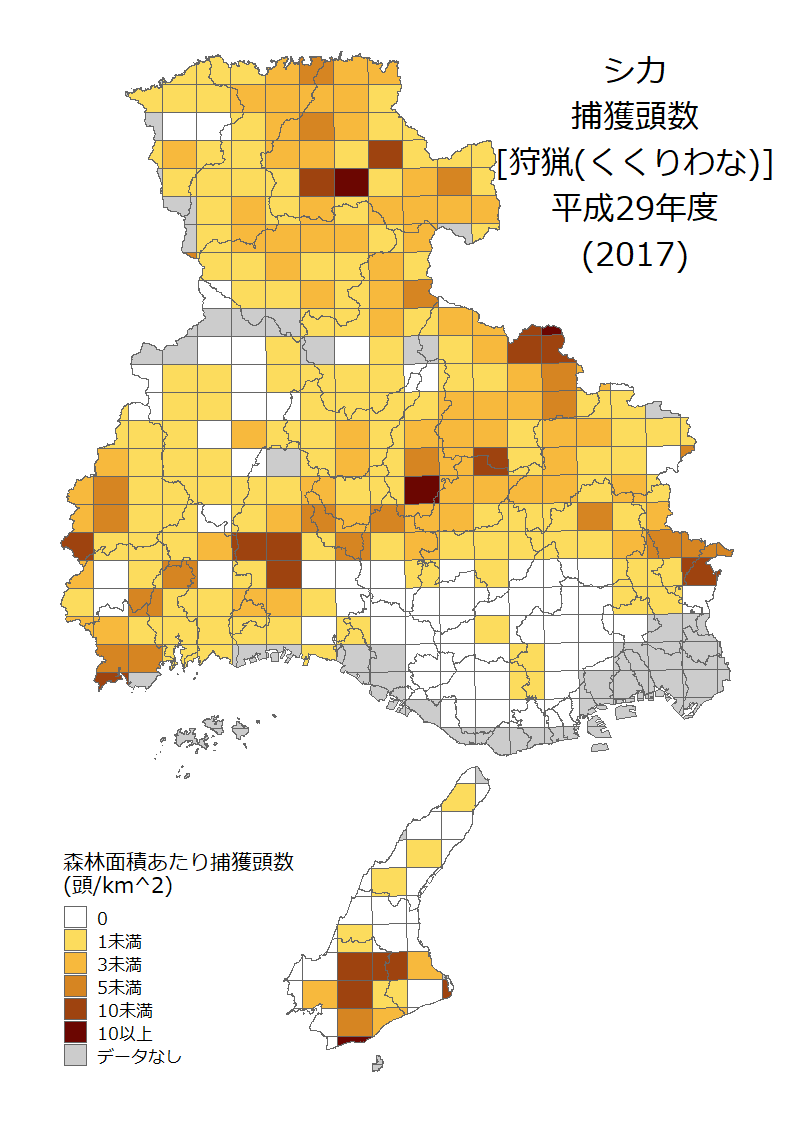 シカ
捕獲頭数
[狩猟(くくりわな)]
平成29年度
(2017)
森林面積あたり捕獲頭数
(頭/km^2)
0
1未満
3未満
5未満
10未満
10以上
データなし